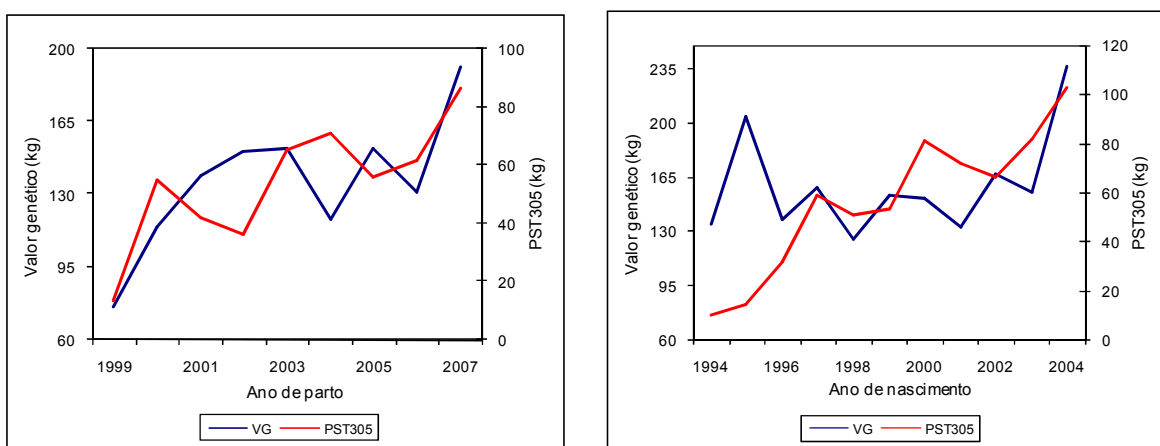 200
165
130
95
60
Valor genético (kg)
100
80
60
40
20
0
PST305 (kg)
1999 2001 2003 2005 2007
Ano de parto
VG PST305
235
200
165
130
95
60
Valor genético (kg)
120
100
80
60
40
20
0
PST305 (kg)
1994 1996 1998 2000 2002 2004
Ano de nascimento
VG PST305